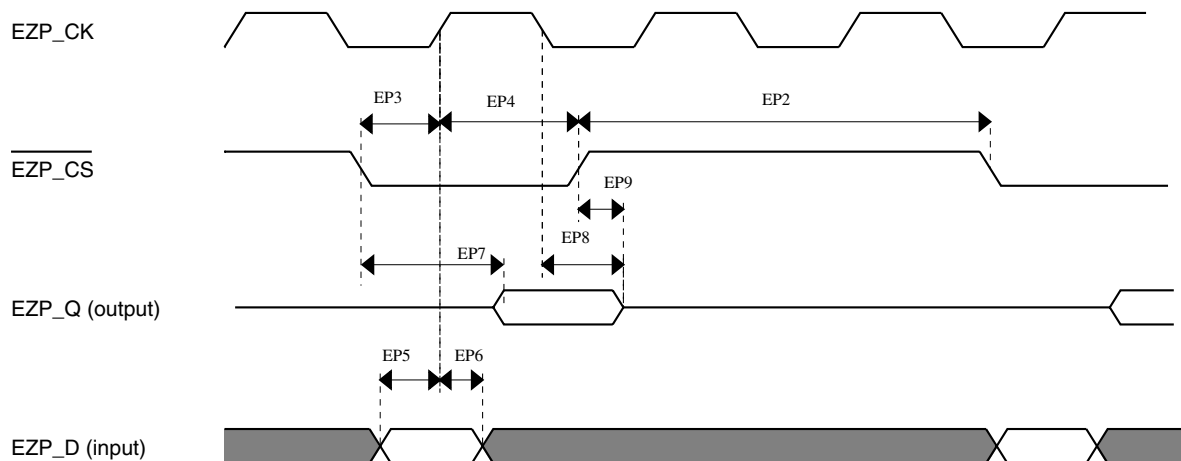 EZP_CK
EP3
EP4
EP2
EZP_CS
EP9
EP8
EP7
EZP_Q (output)
EP5
EP6
EZP_D (input)